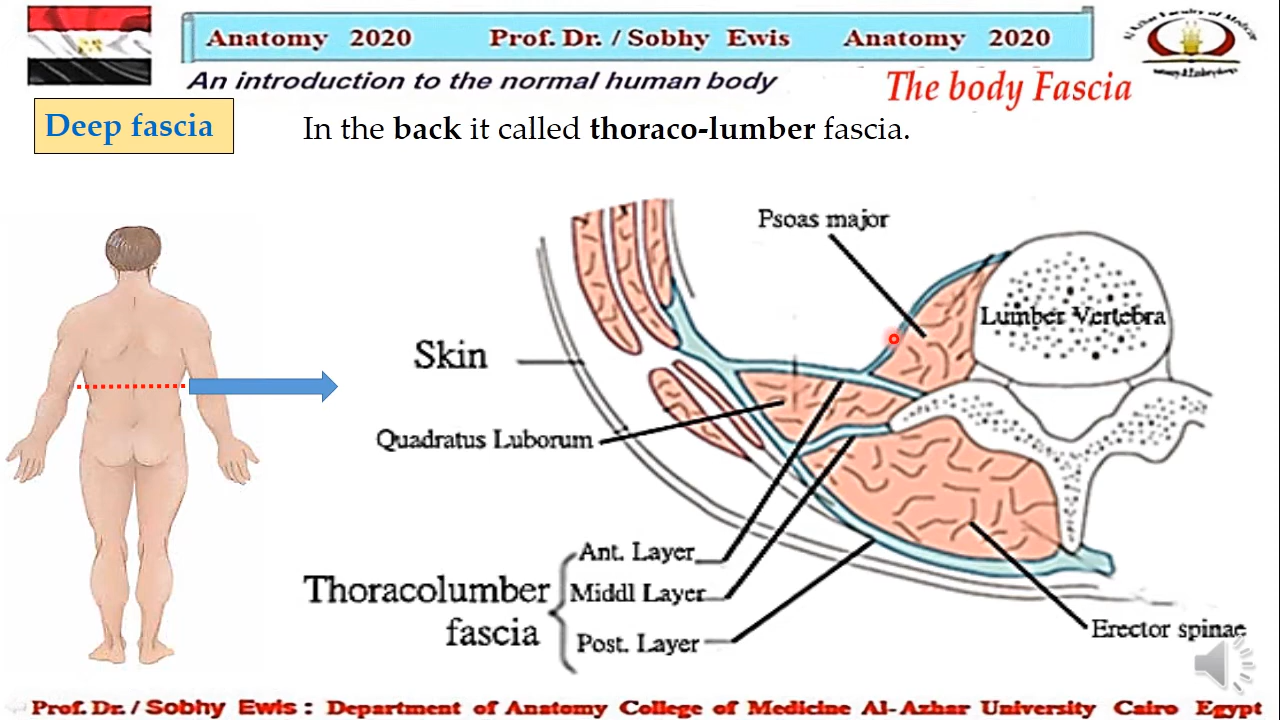 Anatomy 2020 Prof. Dr. / Sobhy Ewis Anatomy 2020
An introduction to the normal human body
The body Fascia
Deep fascia
In the back it called thoraco-lumber fascia.
Psoas major
Lumber Vertebra
Skin
Quadratus Luborum
Thoracolumber
fascia
Ant. Layer
Middl Layer
Post. Layer
Erector spinae
Prof. Dr. / Sobhy Ewis : Department of Anatomy College of Medicine Al-Azhar University Cairo Egypt